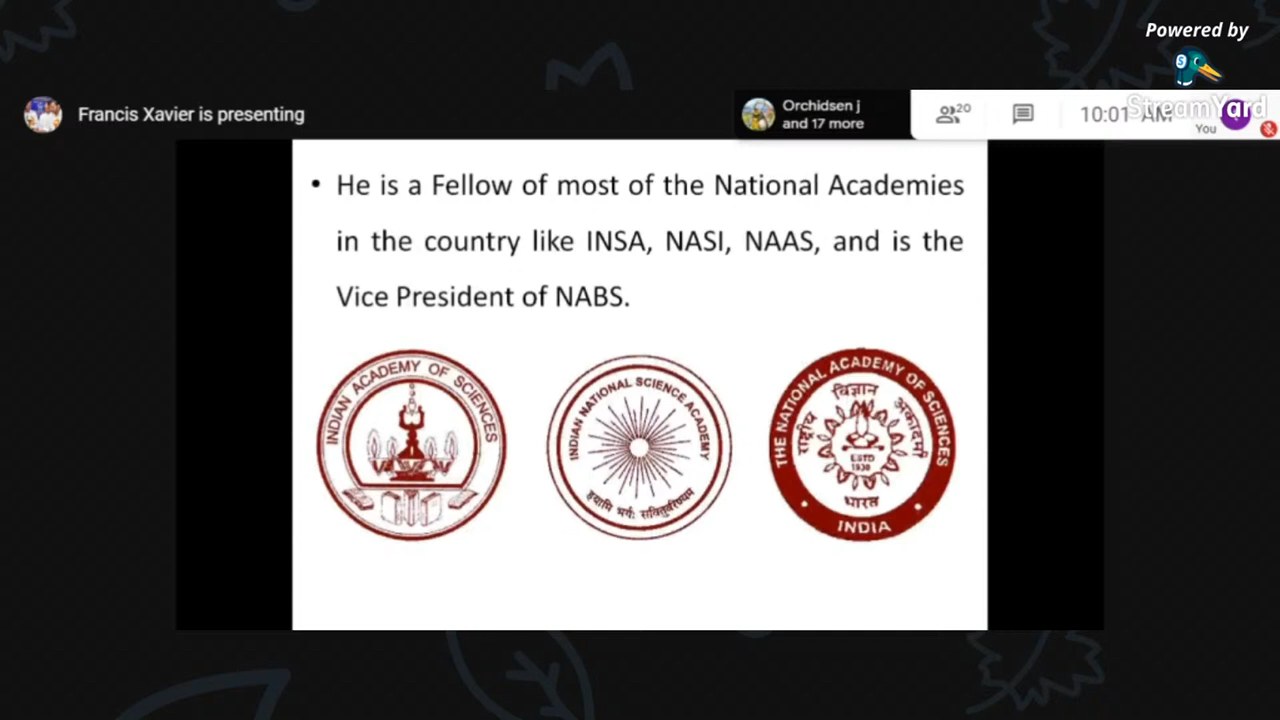 Powered by
StreamYard
Francis Xavier is presenting
Orchidsen j
and 17 more
20
10:01 AM
You
• He is a Fellow of most of the National Academies
in the country like INSA, NASI, NAAS, and is the
Vice President of NABS.
INDIAN ACADEMY OF SCIENCES
INDIAN NATIONAL SCIENCE ACADEMY
THE NATIONAL ACADEMY OF SCIENCES
राष्ट्रीय विज्ञान अकादमी
ESTD
1930
भारत
INDIA